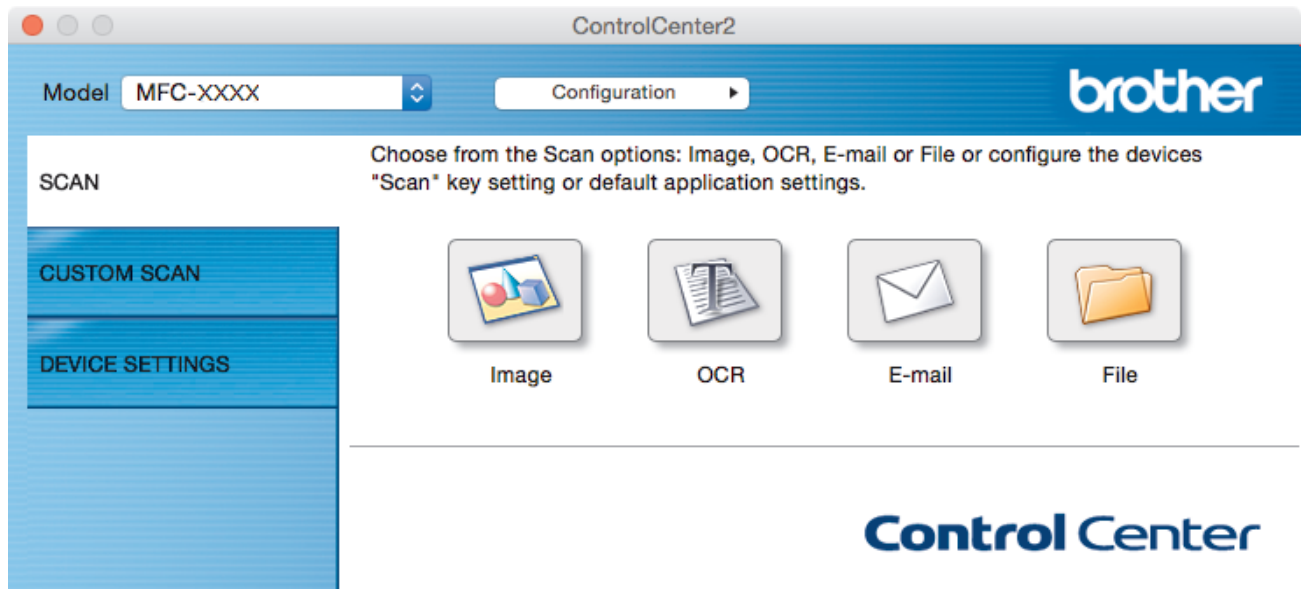 ControlCenter2
Model MFC-XXXX Configuration brother
SCAN
CUSTOM SCAN
DEVICE SETTINGS
Choose from the Scan options: Image, OCR, E-mail or File or configure the devices
"Scan" key setting or default application settings.
Image OCR E-mail File
Control Center